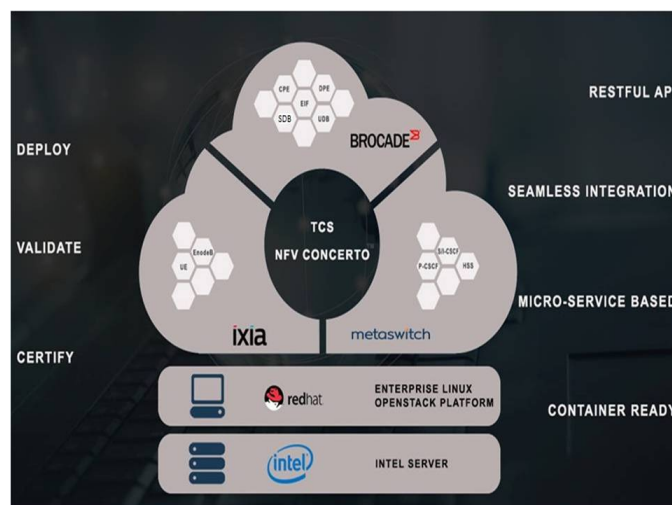 DEPLOY
VALIDATE
CERTIFY
CPE
DPE
EIF
SDB
UDB
BROCADE
TCS
NFV CONCERTO
EnodeB
UE
ixia
S/I-CSCF
P-CSCF
HSS
metaswitch
redhat
ENTERPRISE LINUX
OPENSTACK PLATFORM
intel
INTEL SERVER
RESTFUL AP
SEAMLESS INTEGRATION
MICRO-SERVICE BASED
CONTAINER READY